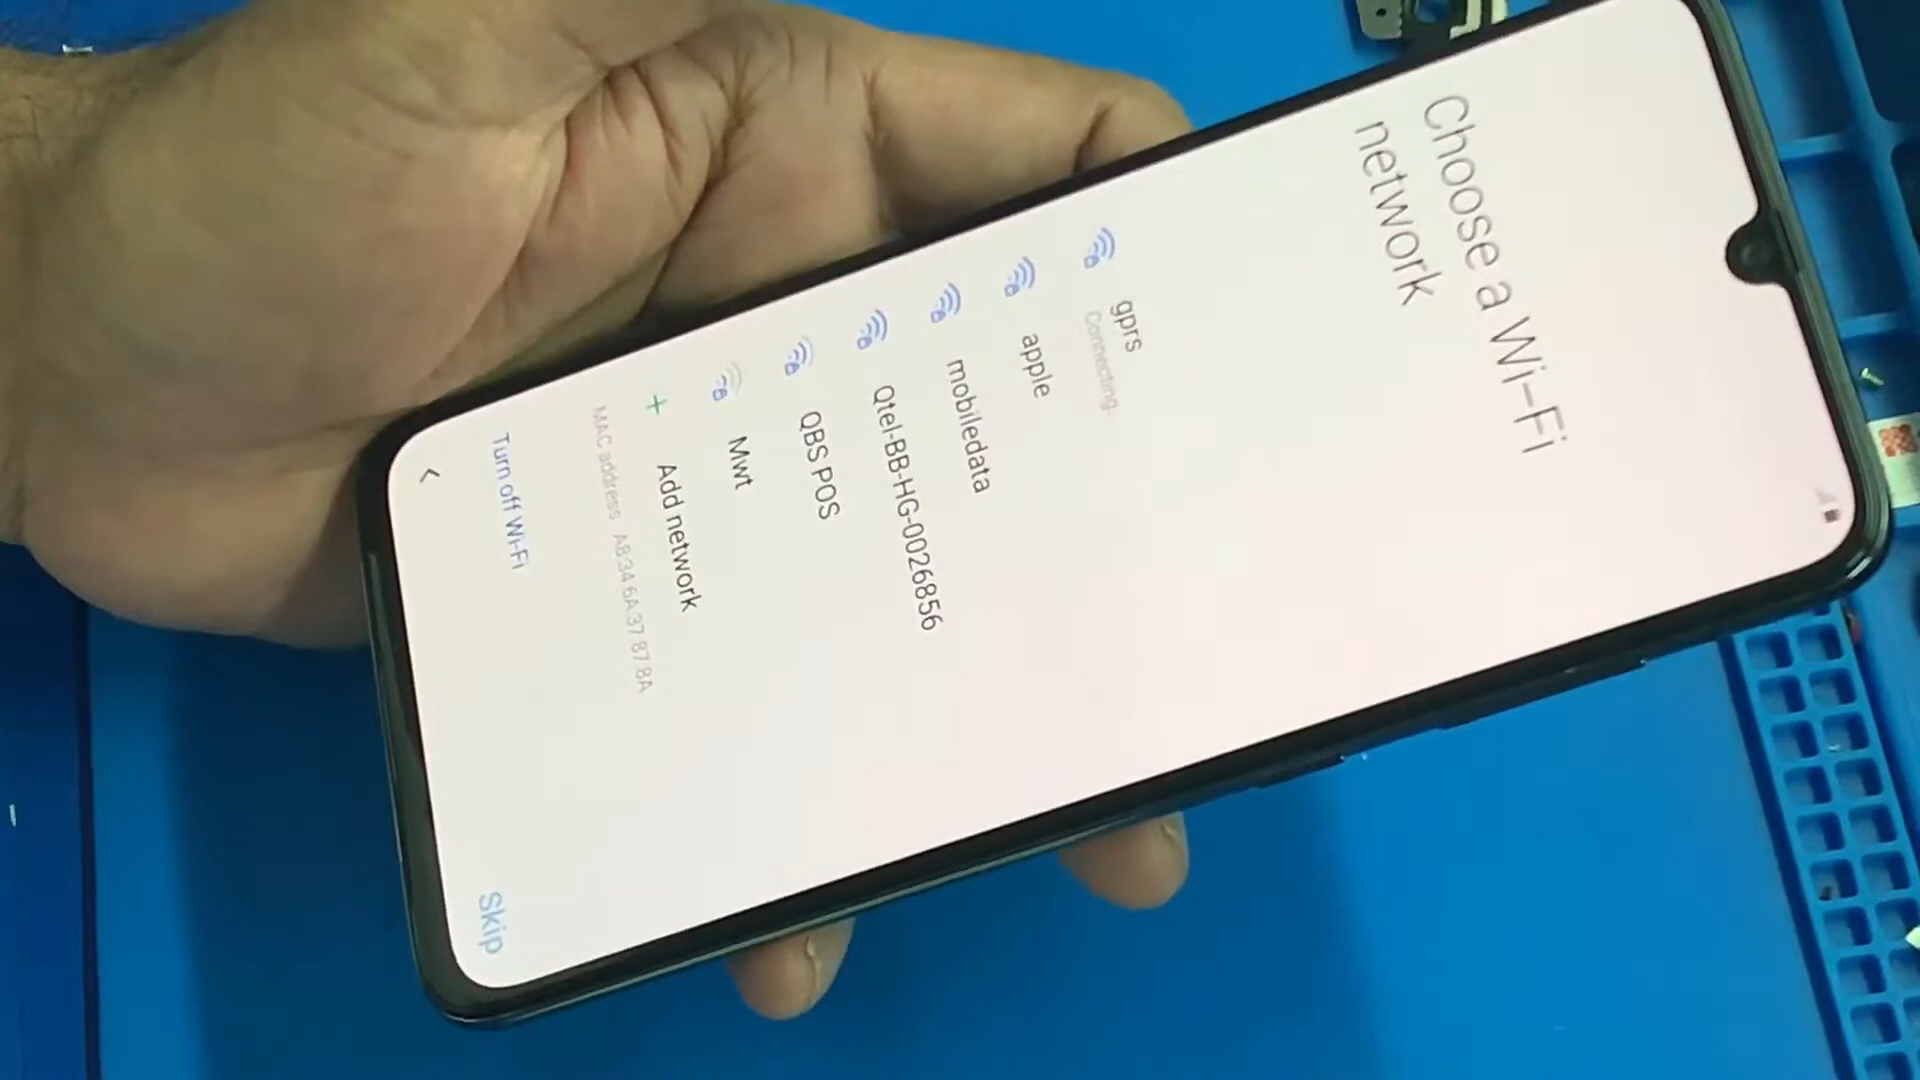 Choose a Wi-Fi
network
gprs
Connecting...
apple
mobiledata
Qtel-BB-HG-0026856
QBS POS
Mwt
+ Add network
MAC address A8:34:6A:37:87:8A
Turn off Wi-Fi
<
Skip